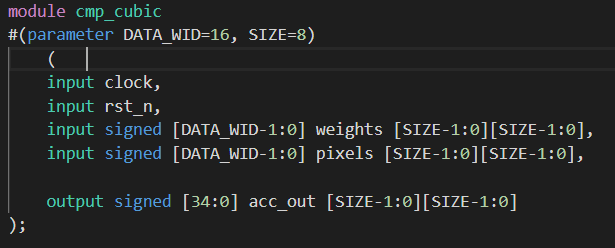 module cmp_cubic
#(parameter DATA_WID=16, SIZE=8)
(
input clock,
input rst_n,
input signed [DATA_WID-1:0] weights [SIZE-1:0][SIZE-1:0],
input signed [DATA_WID-1:0] pixels [SIZE-1:0][SIZE-1:0],
output signed [34:0] acc_out [SIZE-1:0][SIZE-1:0]
);